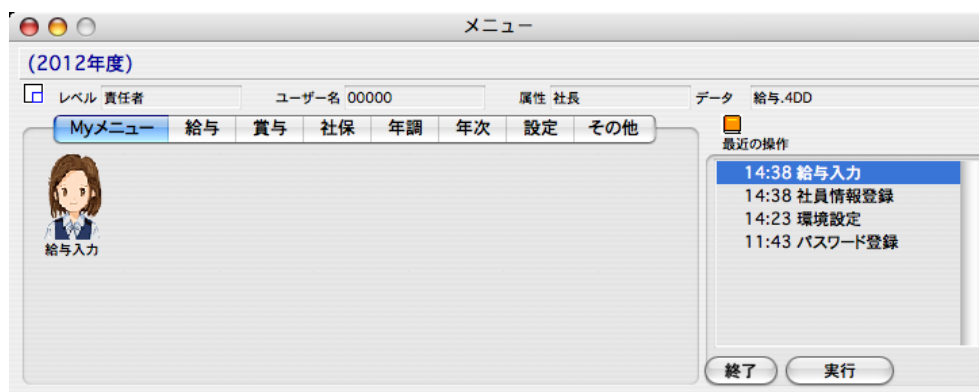 メニュー
(2012年度)
レベル 責任者 ユーザー名 00000 属性 社長 データ 給与.4DD
Myメニュー 給与 賞与 社保 年調 年次 設定 その他
最近の操作
14:38 給与入力
14:38 社員情報登録
14:23 環境設定
11:43 パスワード登録
給与入力
終了 実行